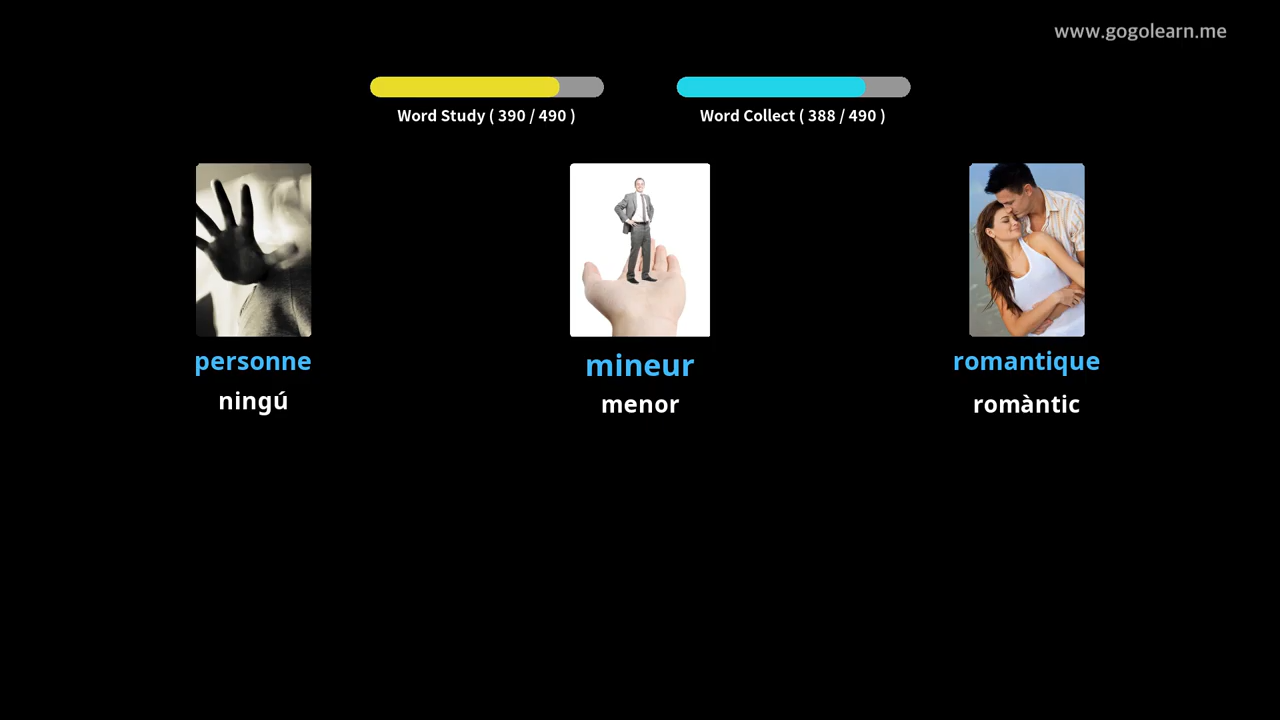 www.gogolearn.me
Word Study ( 390 / 490 )
Word Collect ( 388 / 490 )
personne
mineur
romantique
ningú
menor
romàntic